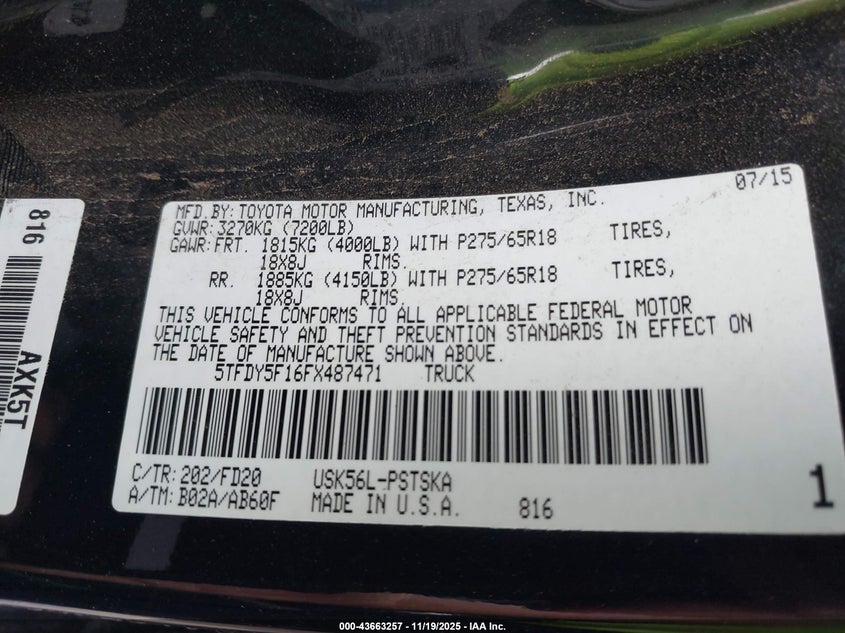 07/15
MFD.BY:TOYOTA MOTOR MANUFACTURING, TEXAS, INC.
GVWR:3270KG (7200LB)
GAWR:FRT. 1815KG (4000LB) WITH P275/65R18 TIRES,
18X8J RIMS.
RR. 1885KG (4150LB) WITH P275/65R18 TIRES,
18X8J RIMS.
THIS VEHICLE CONFORMS TO ALL APPLICABLE FEDERAL MOTOR
VEHICLE SAFETY AND THEFT PREVENTION STANDARDS IN EFFECT ON
THE DATE OF MANUFACTURE SHOWN ABOVE.
5TFDY5F16FX487471 TRUCK
C/TR:202/FD20 USK56L-PSTSKA
A/TM:B02A/AB60F MADE IN U.S.A. 816
1
816
AXK5T
000-43663257 - 11/19/2025 - IAA Inc.